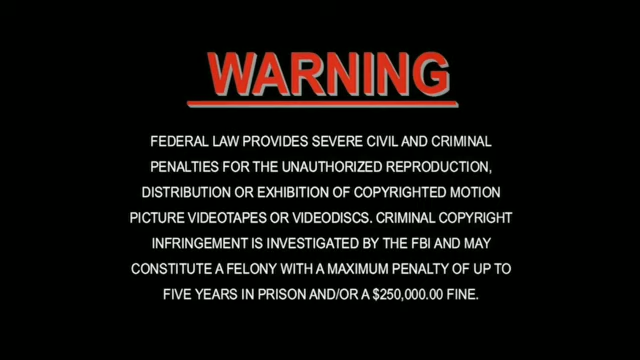 WARNING
FEDERAL LAW PROVIDES SEVERE CIVIL AND CRIMINAL
PENALTIES FOR THE UNAUTHORIZED REPRODUCTION,
DISTRIBUTION OR EXHIBITION OF COPYRIGHTED MOTION
PICTURE VIDEOTAPES OR VIDEODISCS. CRIMINAL COPYRIGHT
INFRINGEMENT IS INVESTIGATED BY THE FBI AND MAY
CONSTITUTE A FELONY WITH A MAXIMUM PENALTY OF UP TO
FIVE YEARS IN PRISON AND/OR A $250,000.00 FINE.